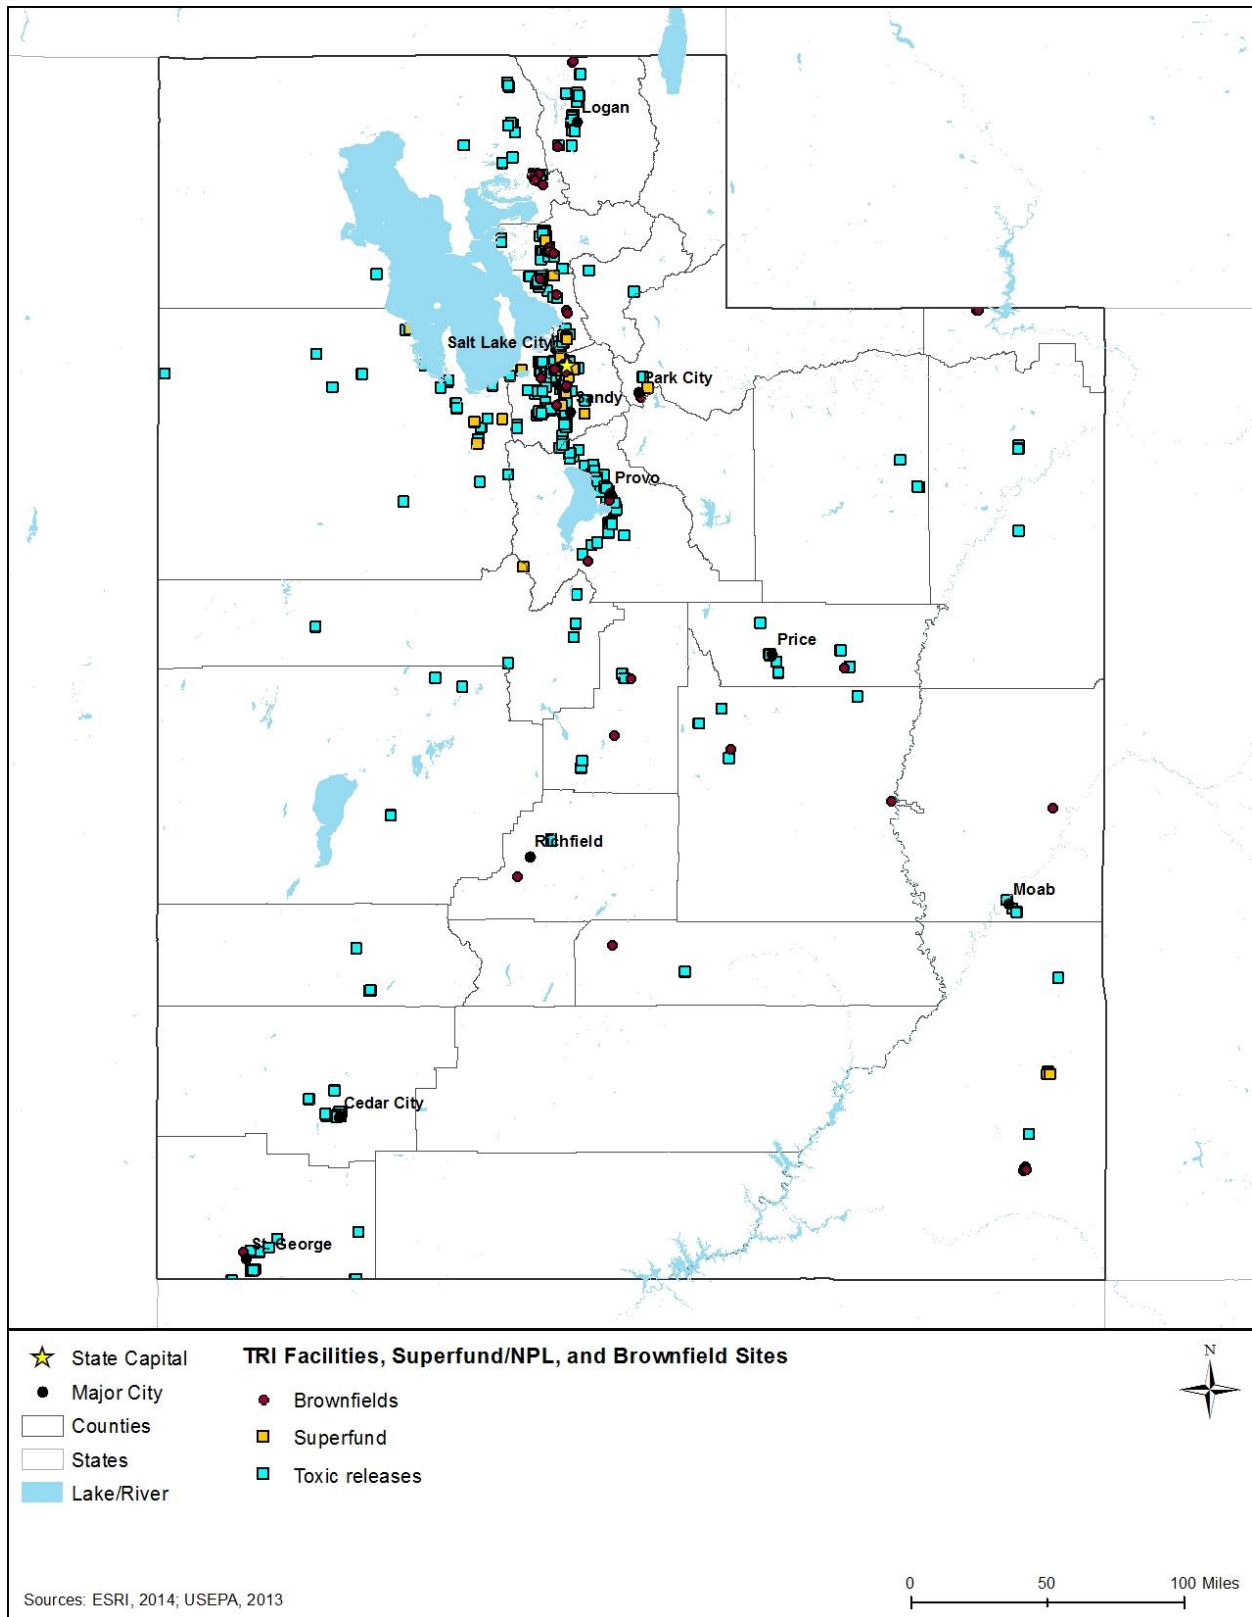 Logan
Salt Lake City
Park City
Sandy
Provo
Price
Richfield
Moab
Cedar City
St. George
State Capital
Major City
Counties
States
Lake/River
TRI Facilities, Superfund/NPL, and Brownfield Sites
Brownfields
Superfund
Toxic releases
N
0 50 100 Miles
Sources: ESRI, 2014; USEPA, 2013